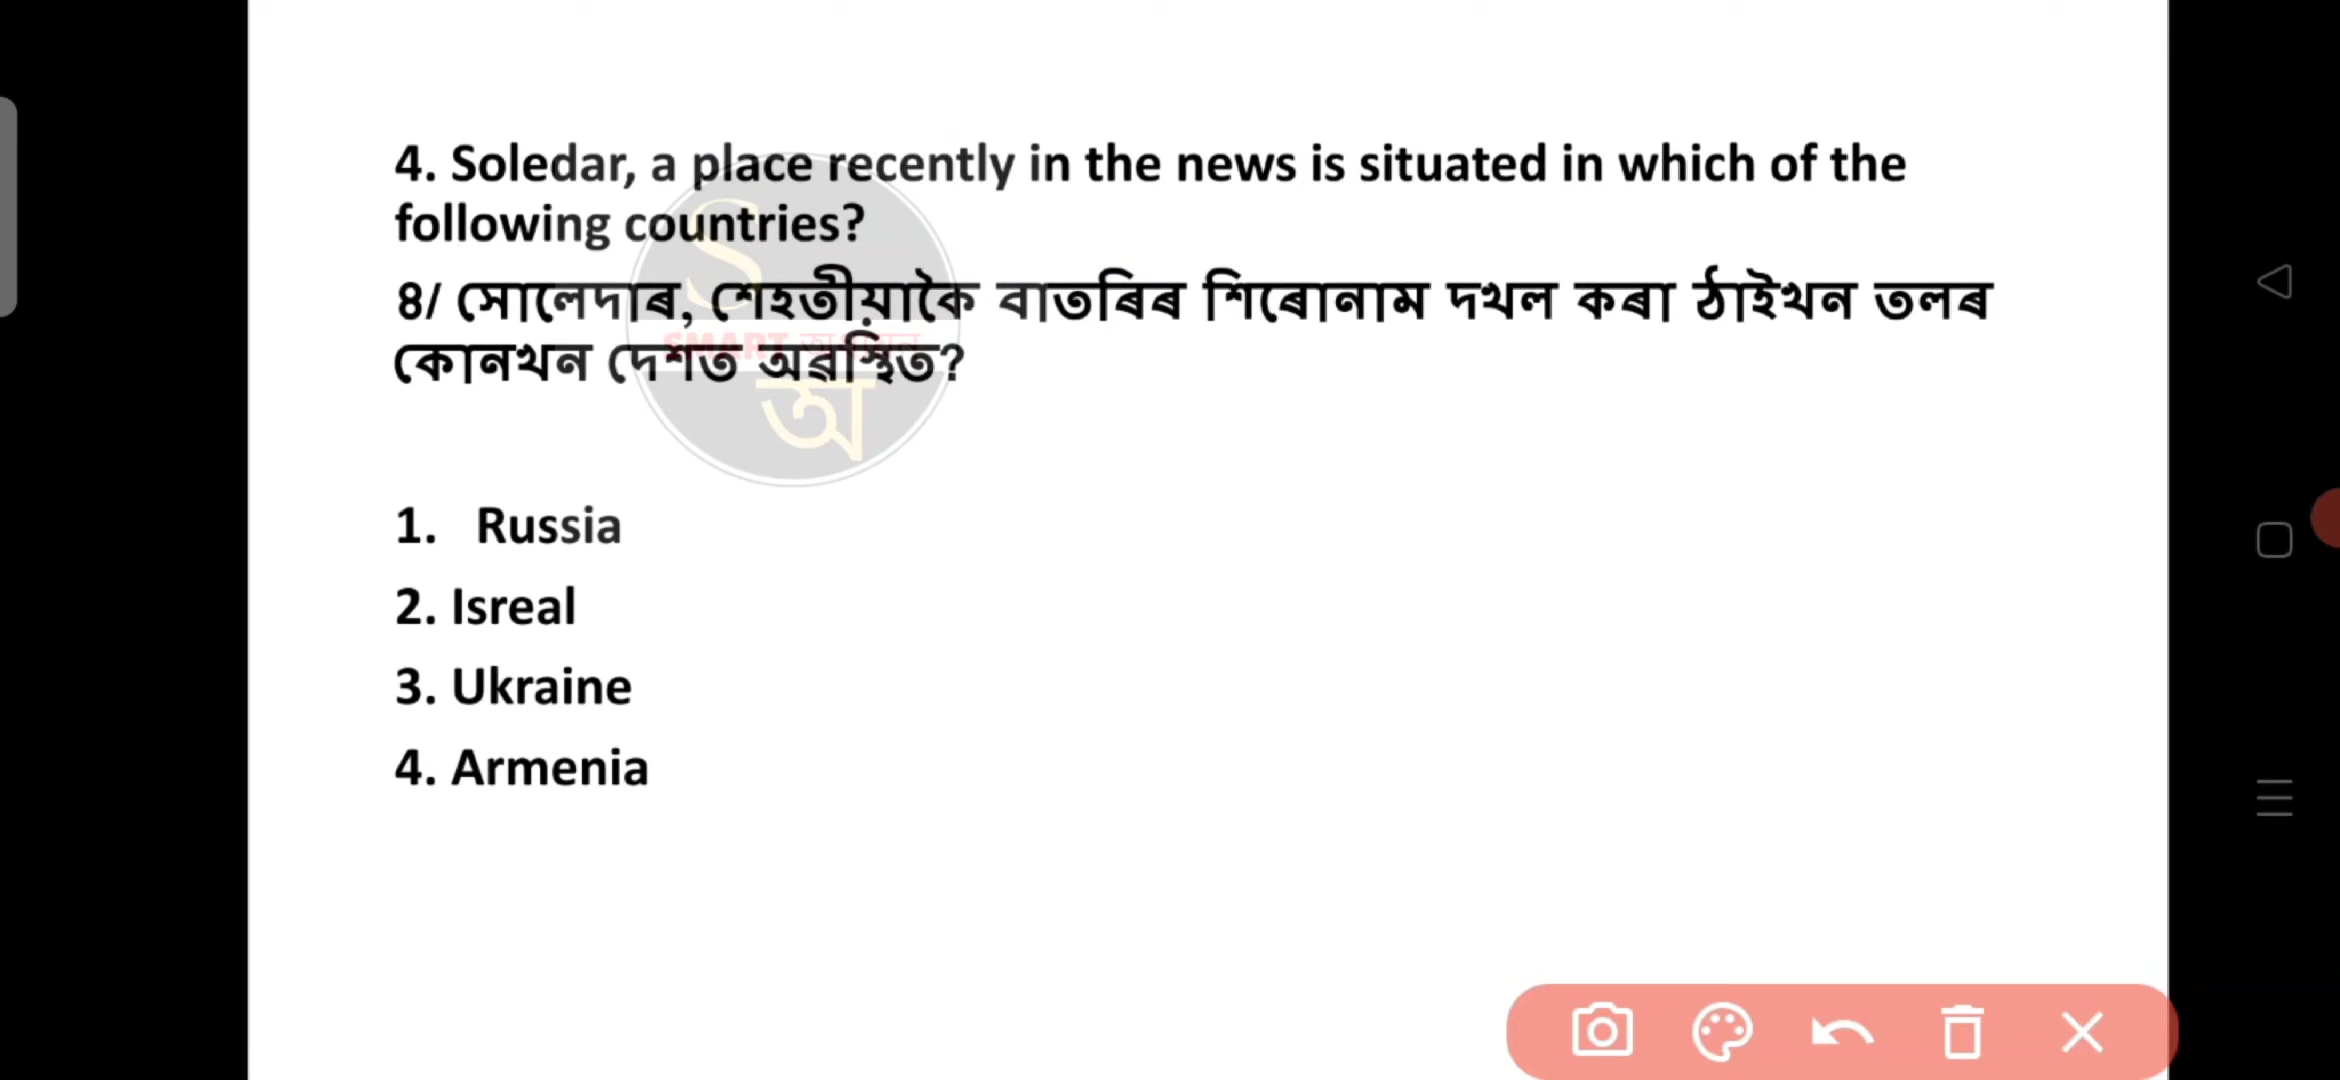 4. Soledar, a place recently in the news is situated in which of the
following countries?
৪/ সোলেদাৰ, শেহতীয়াকৈ বাতৰিৰ শিৰোনাম দখল কৰা ঠাইখন তলৰ
কোনখন দেশত অৱস্থিত?
S
SMART
অ
1. Russia
2. Isreal
3. Ukraine
4. Armenia